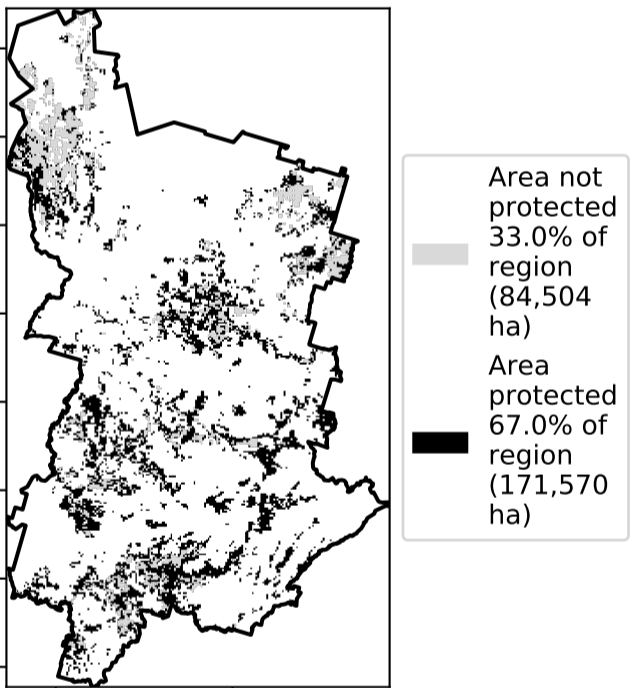 Area not
protected
33.0% of
region
(84,504
ha)
Area
protected
67.0% of
region
(171,570
ha)